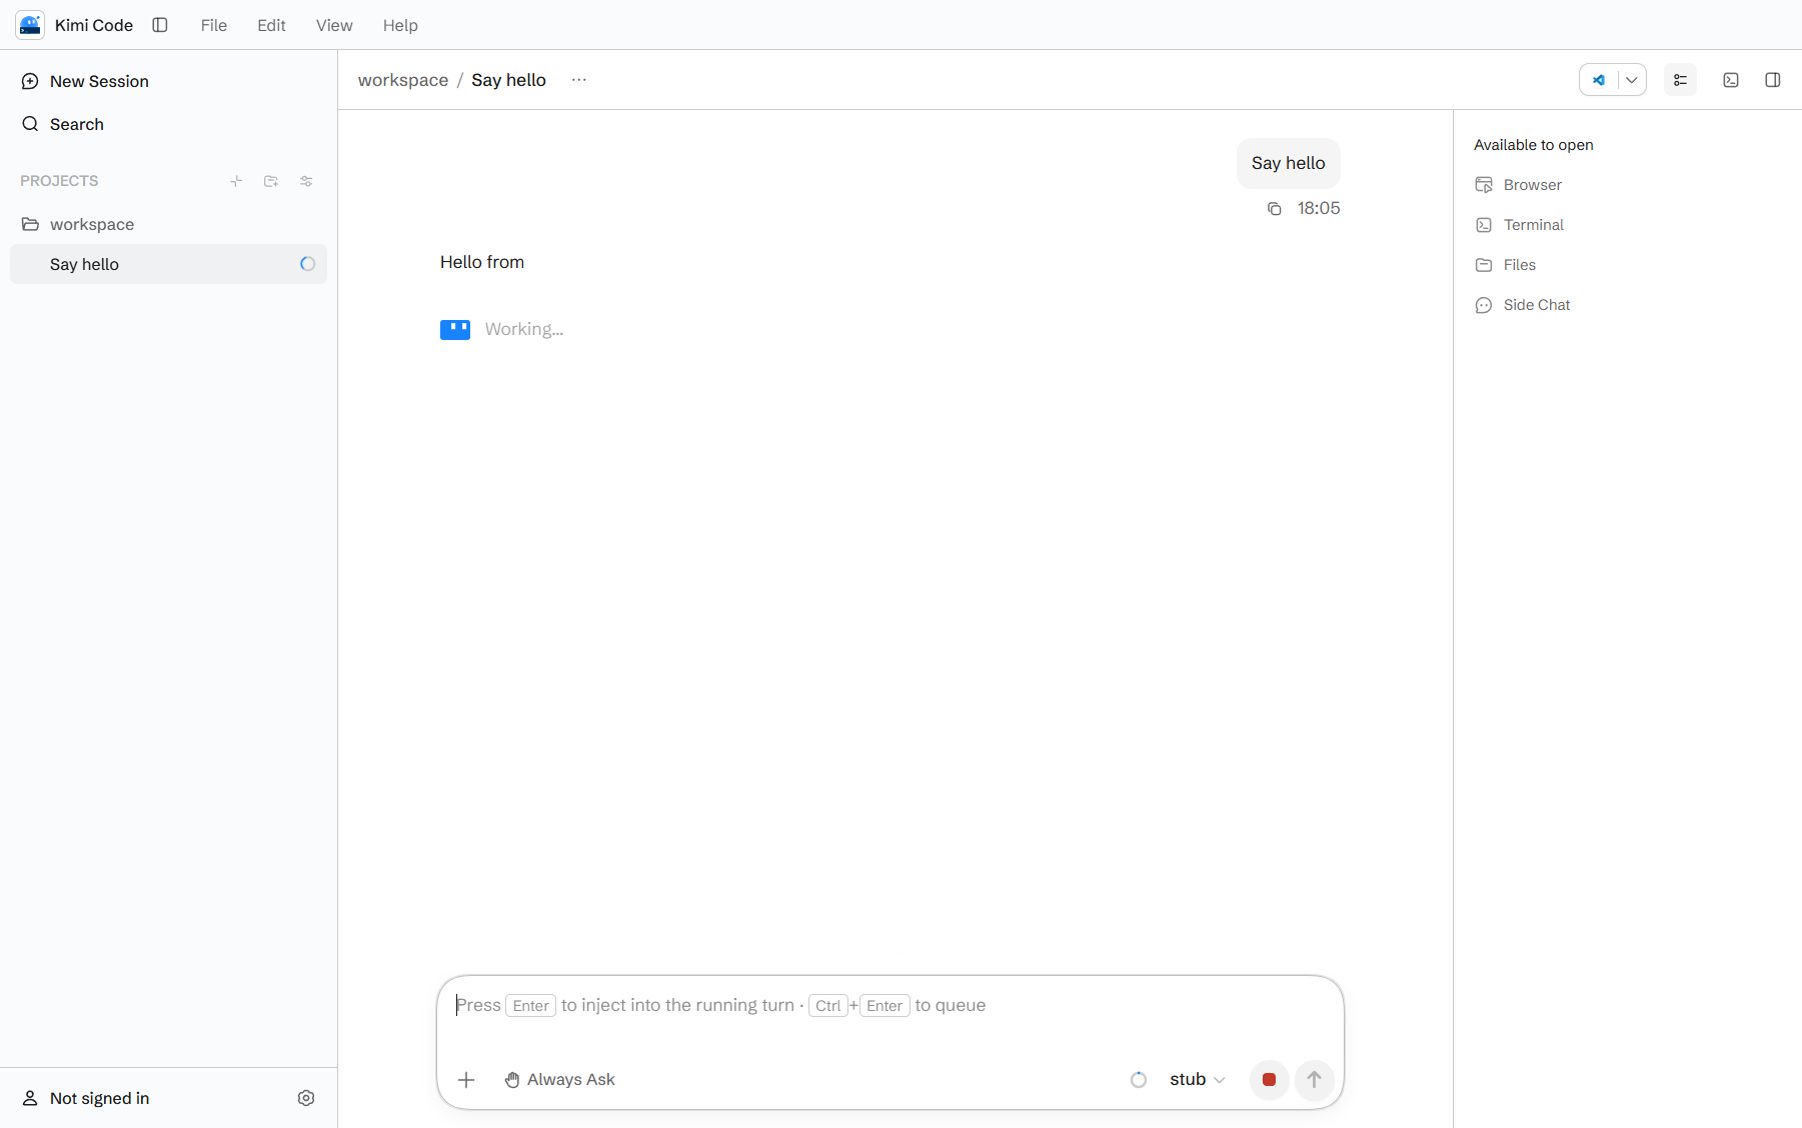 Kimi Code File Edit View Help
New Session
Search
PROJECTS
workspace
Say hello
Not signed in
workspace / Say hello ···
Say hello
18:05
Hello from
Working...
Press Enter to inject into the running turn · Ctrl+Enter to queue
Always Ask stub
Available to open
Browser
Terminal
Files
Side Chat